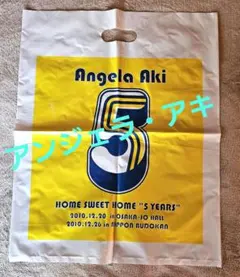 Angela Aki
5
アンジェラ・アキ
HOME SWEET HOME "5 YEARS"
2010.12.20 in OSAKA-JO HALL
2010.12.26 in NIPPON BUDOKAN